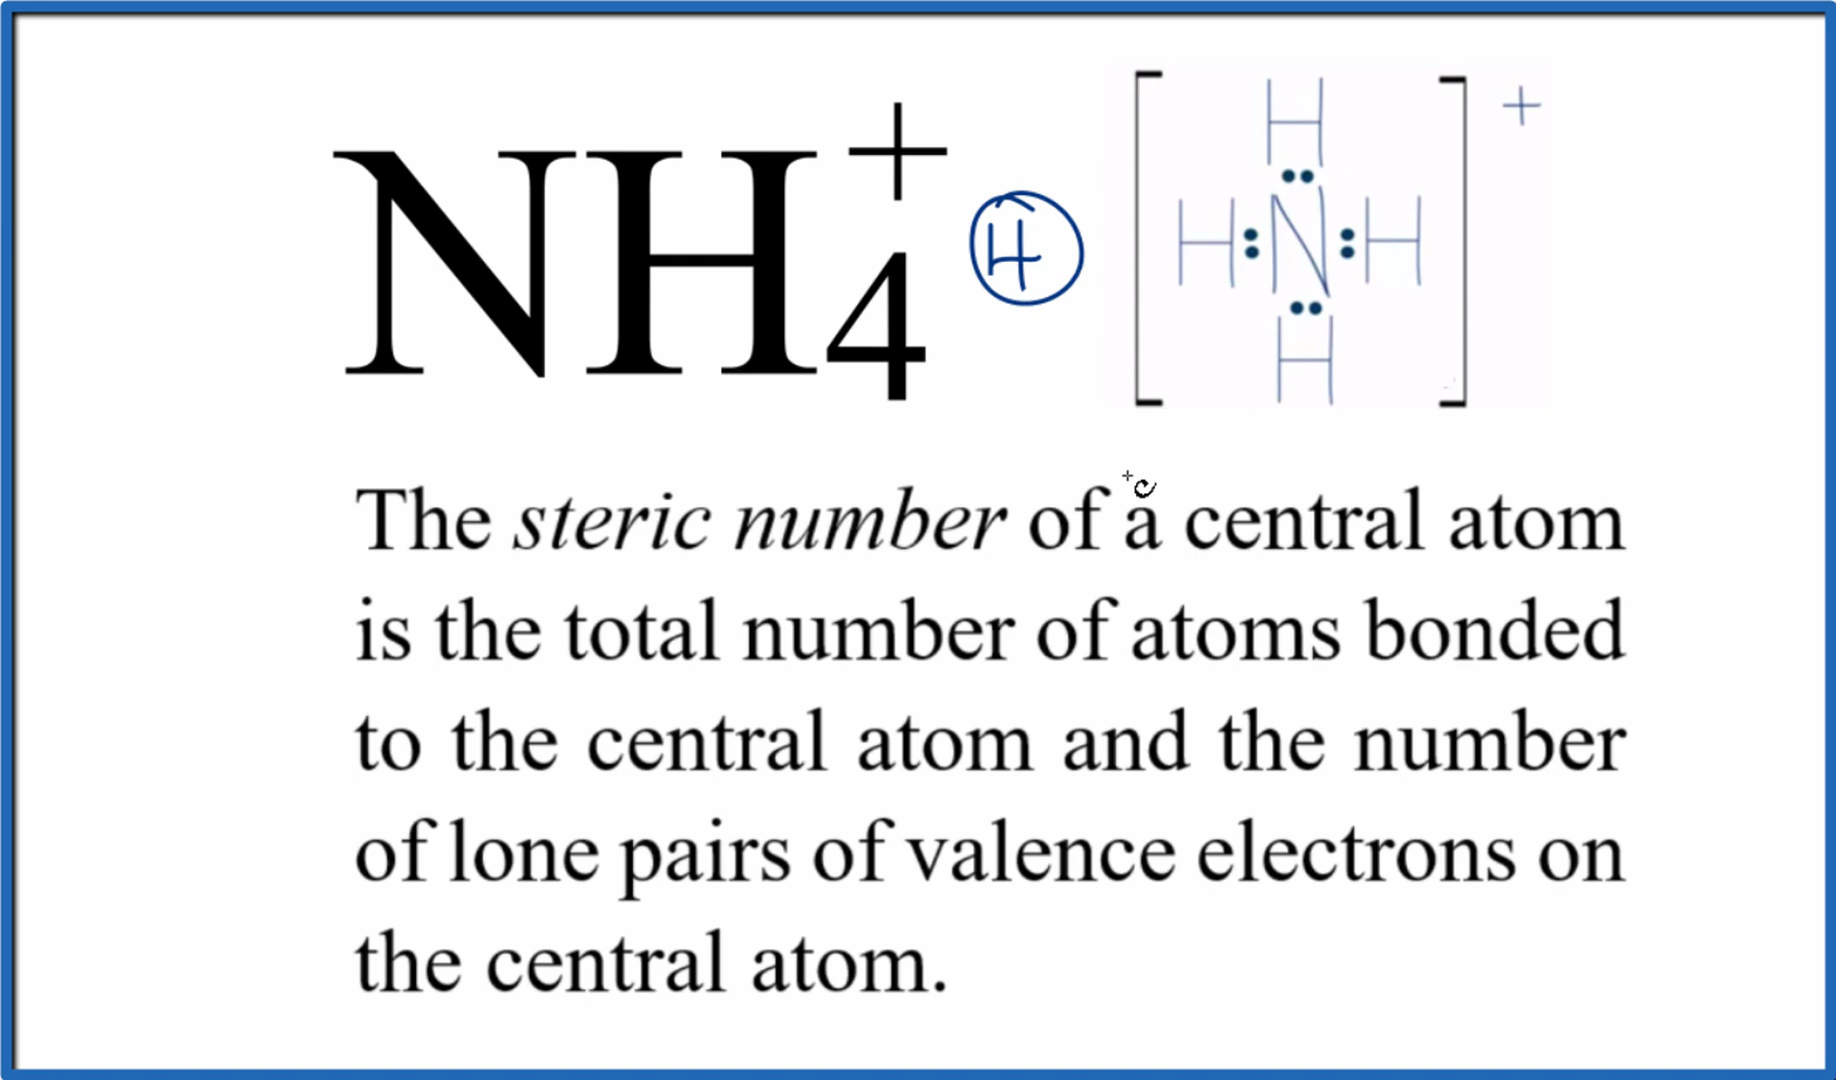 NH4+
4
[H:N:H]+
H
H
The steric number of a central atom
is the total number of atoms bonded
to the central atom and the number
of lone pairs of valence electrons on
the central atom.